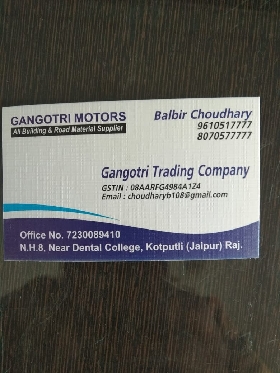 GANGOTRI MOTORS
All Building & Road Material Supplier
Balbir Choudhary
9610517777
8070577777
Gangotri Trading Company
GSTIN : 08AARFG4984A1Z4
Email : choudharyb108@gmail.com
Office No. 7230089410
N.H.8, Near Dental College, Kotputli (Jaipur) Raj.